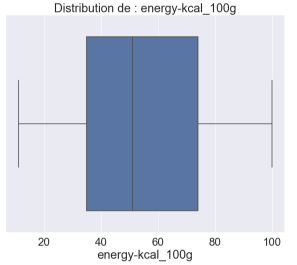 Distribution de : energy-kcal_100g
20 40 60 80 100
energy-kcal_100g